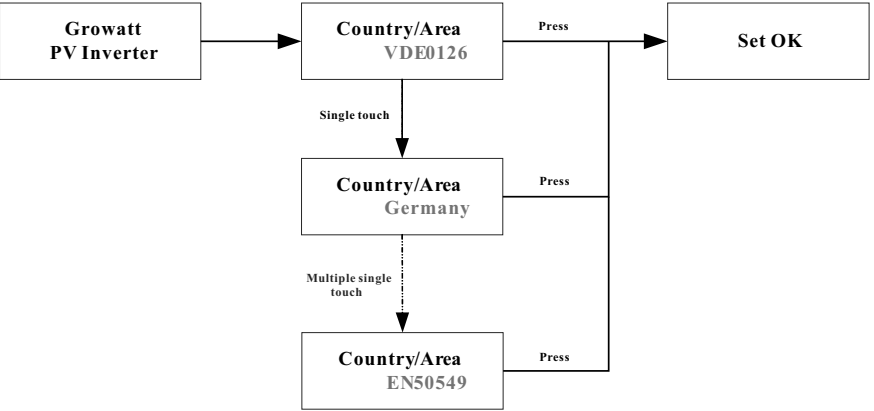 Growatt
PV Inverter
Country/Area
VDE0126
Press
Set OK
Single touch
Country/Area
Germany
Press
Multiple single
touch
Country/Area
EN50549
Press